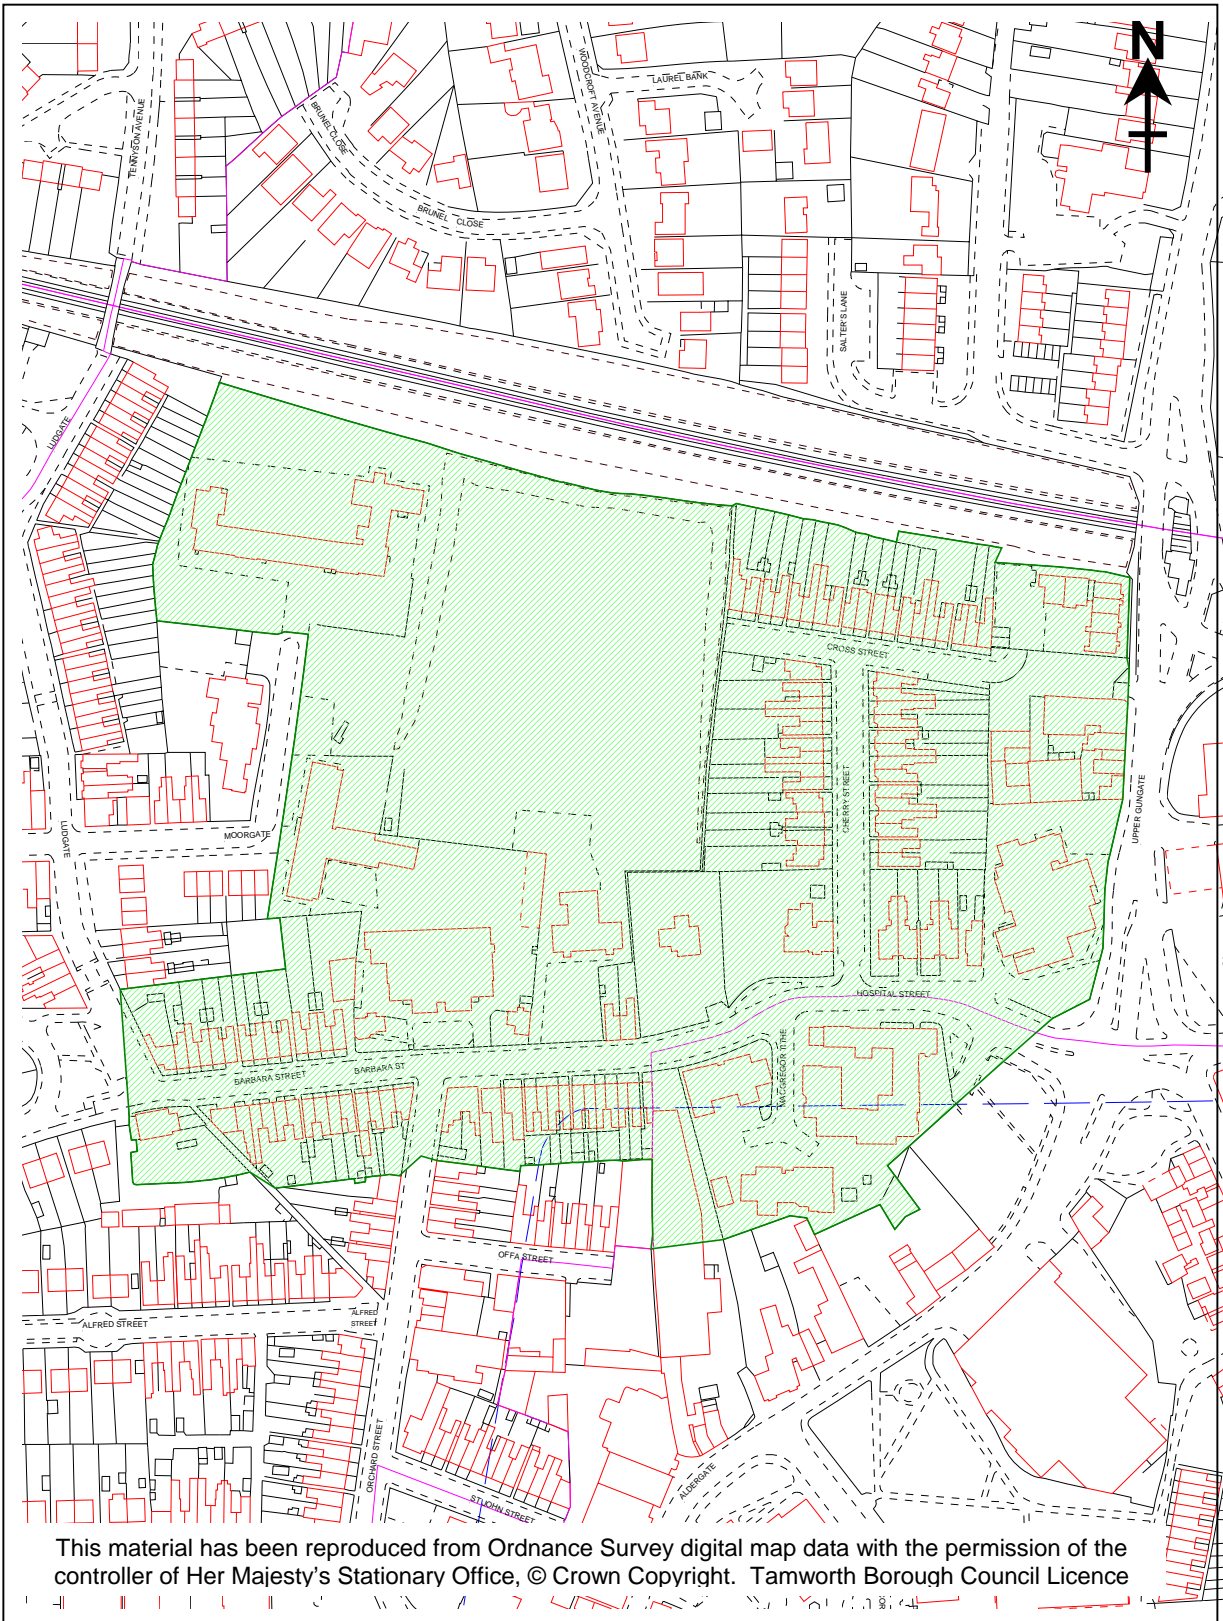 N
LAUREL BANK
WOODCROFT AVENUE
TENNYSON AVENUE
BRUNEL CLOSE
BRUNEL CLOSE
SALTER'S LANE
LUDGATE
CROSS STREET
CHERRY STREET
UPPER GUNGATE
MOORGATE
LUDGATE
HOSPITAL STREET
MACGREGOR TITHE
BARBARA STREET
BARBARA ST
OFFA STREET
ALFRED STREET
ALFRED
STREET
ORCHARD STREET
ALDERGATE
ST JOHN STREET
This material has been reproduced from Ordnance Survey digital map data with the permission of the
controller of Her Majesty's Stationary Office, © Crown Copyright. Tamworth Borough Council Licence